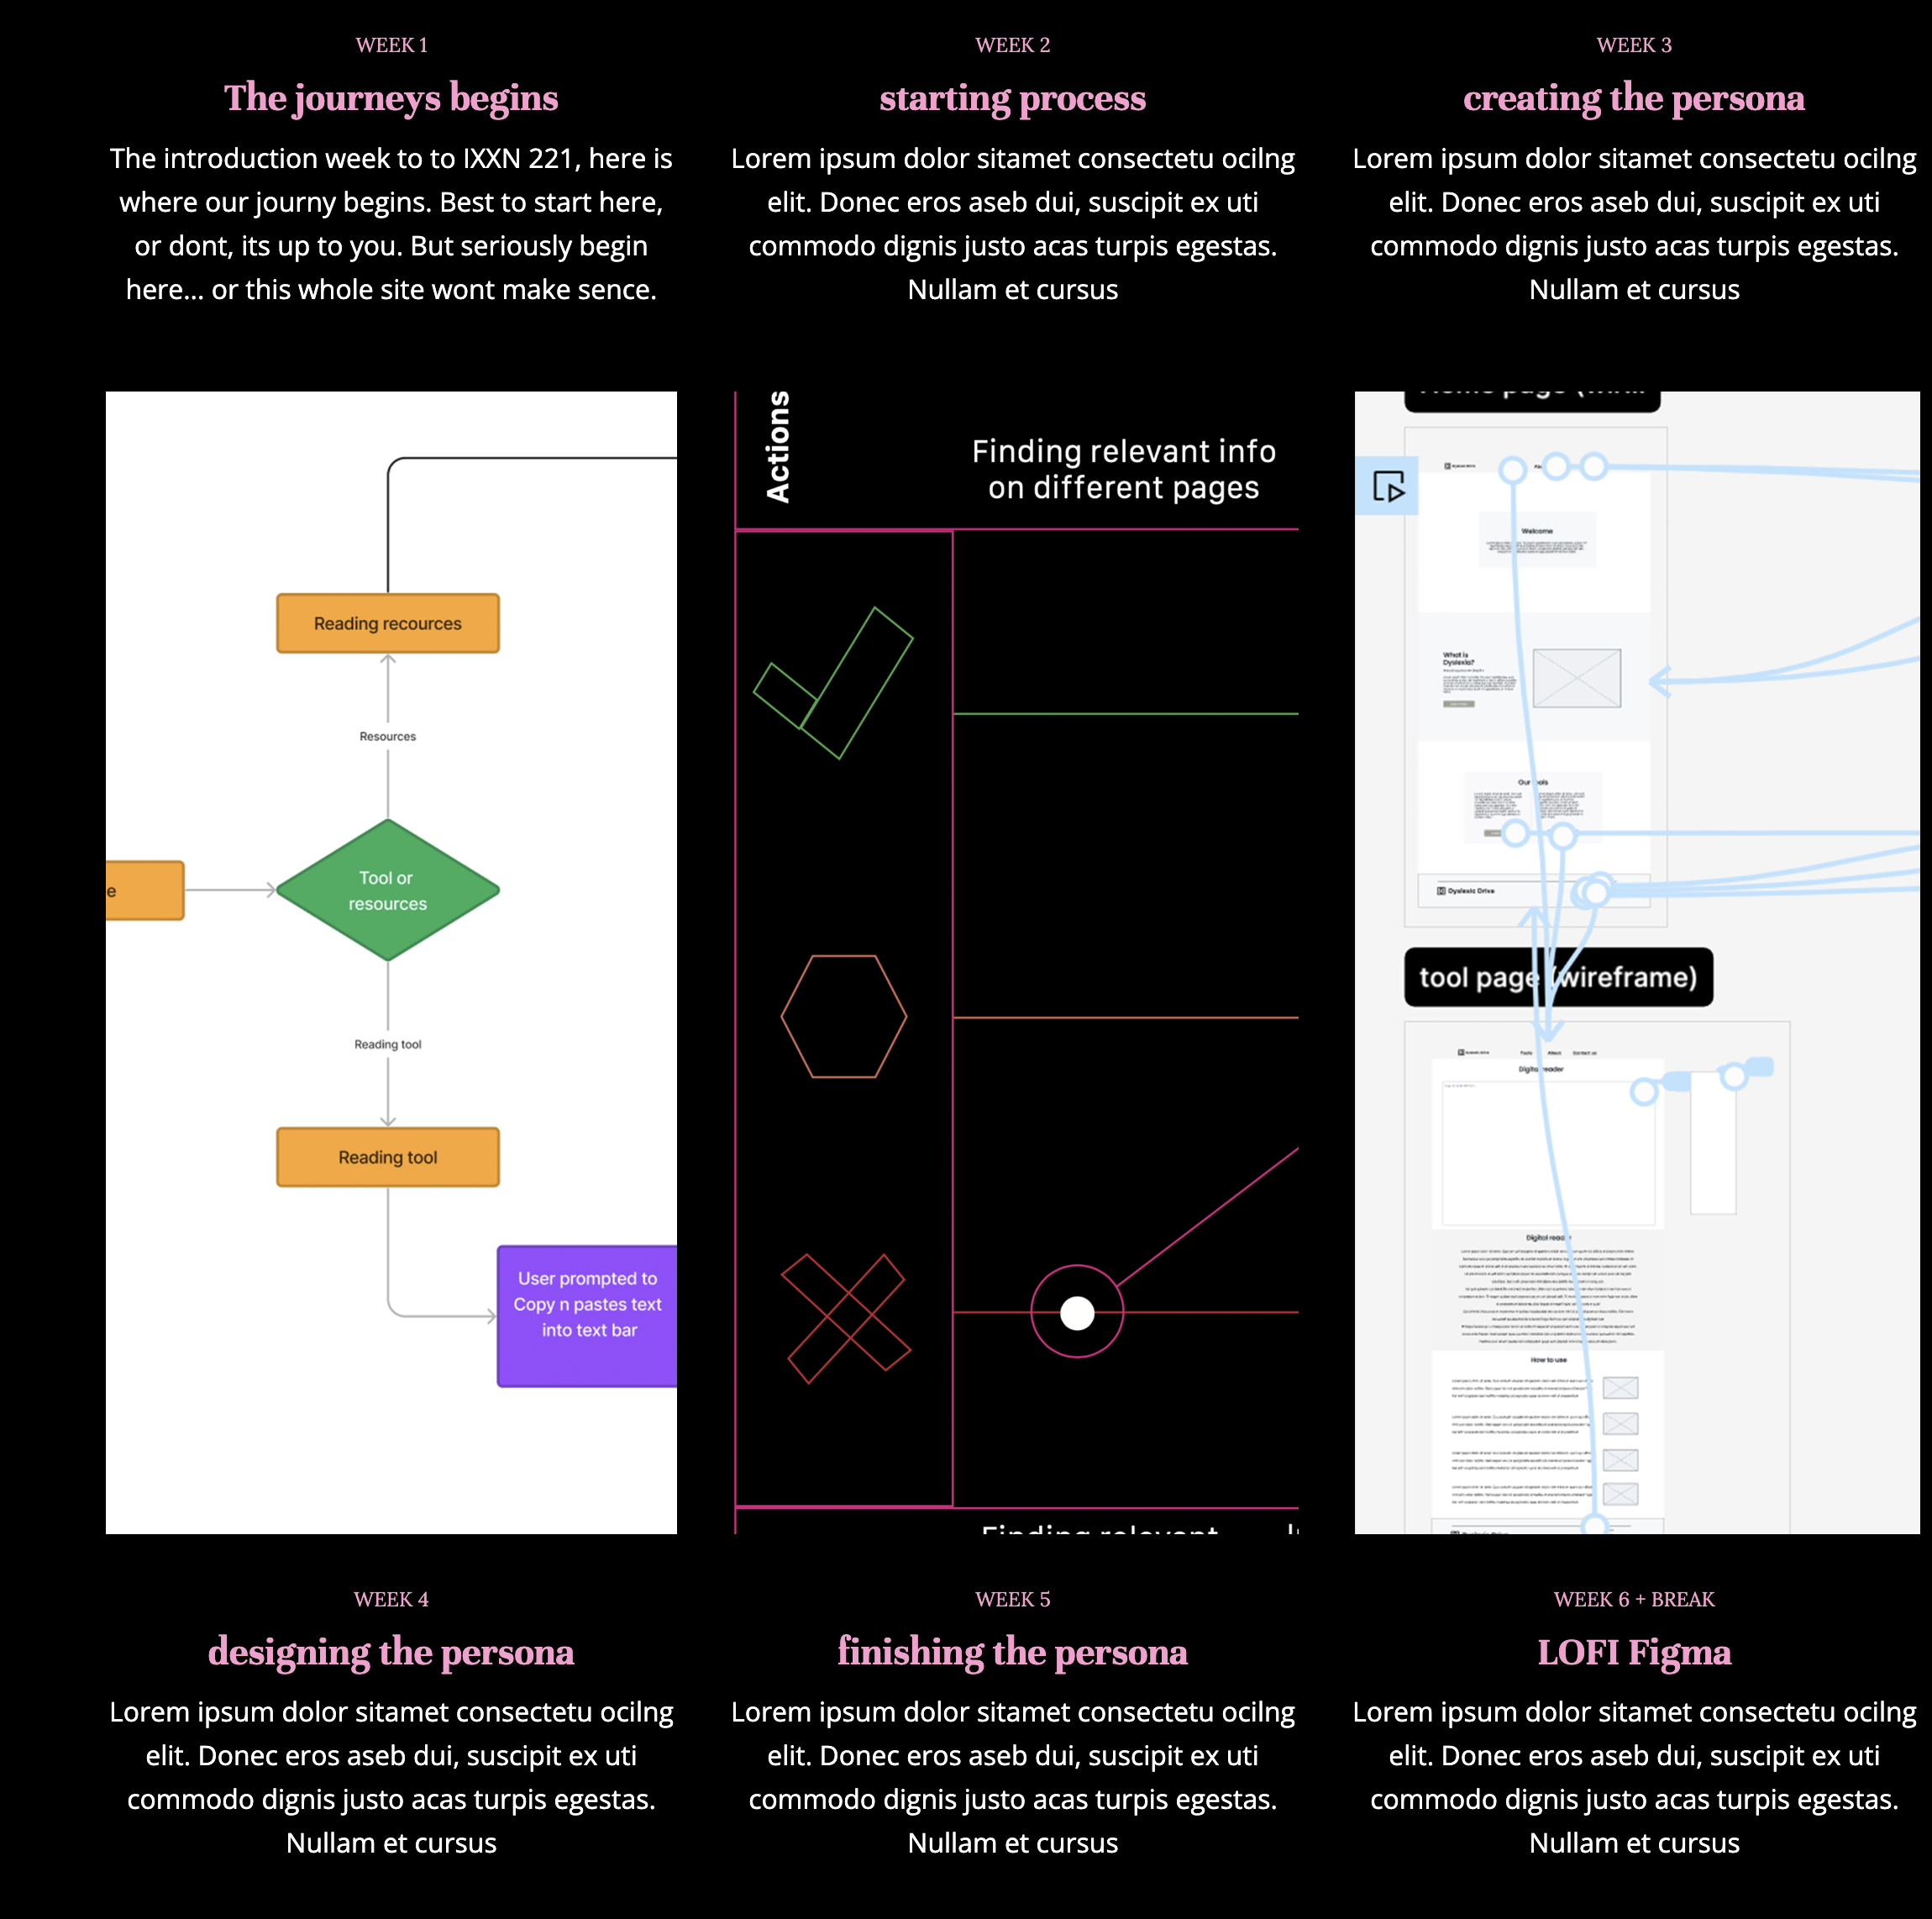 WEEK 1
The journeys begins
The introduction week to to IXXN 221, here is
where our journy begins. Best to start here,
or dont, its up to you. But seriously begin
here... or this whole site wont make sence.
WEEK 2
starting process
Lorem ipsum dolor sitamet consectetu ocilng
elit. Donec eros aseb dui, suscipit ex uti
commodo dignis justo acas turpis egestas.
Nullam et cursus
WEEK 3
creating the persona
Lorem ipsum dolor sitamet consectetu ocilng
elit. Donec eros aseb dui, suscipit ex uti
commodo dignis justo acas turpis egestas.
Nullam et cursus
Reading recources
Resources
e
Tool or
resources
Reading tool
Reading tool
User prompted to
Copy n pastes text
into text bar
Actions
Finding relevant info
on different pages
Finding relevant
Welcome
What is
Dyslexia?
Our tools
Dyslexic Drive
tool page (wireframe)
Tools About Contact us
Digital reader
Digital reader
How to use
WEEK 4
designing the persona
Lorem ipsum dolor sitamet consectetu ocilng
elit. Donec eros aseb dui, suscipit ex uti
commodo dignis justo acas turpis egestas.
Nullam et cursus
WEEK 5
finishing the persona
Lorem ipsum dolor sitamet consectetu ocilng
elit. Donec eros aseb dui, suscipit ex uti
commodo dignis justo acas turpis egestas.
Nullam et cursus
WEEK 6 + BREAK
LOFI Figma
Lorem ipsum dolor sitamet consectetu ocilng
elit. Donec eros aseb dui, suscipit ex uti
commodo dignis justo acas turpis egestas.
Nullam et cursus